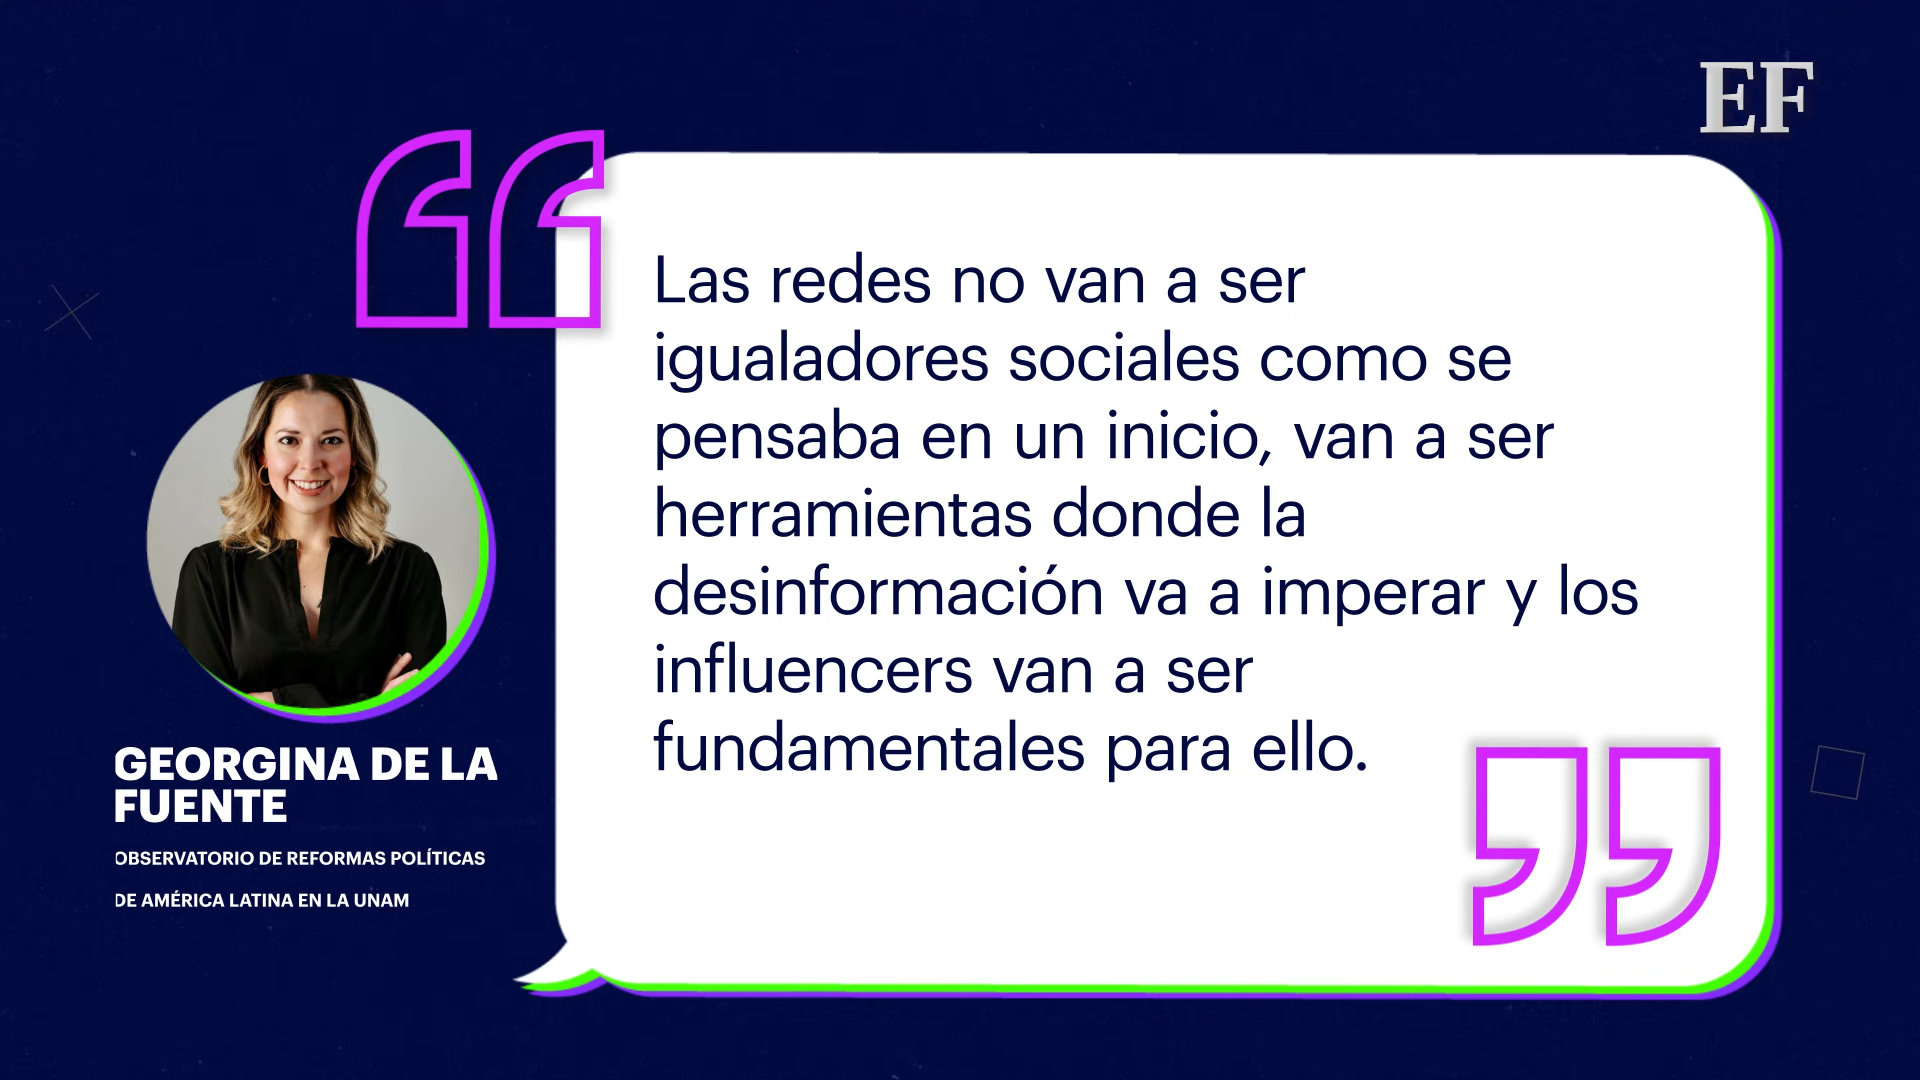 EF
Las redes no van a ser
igualadores sociales como se
pensaba en un inicio, van a ser
herramientas donde la
desinformación va a imperar y los
influencers van a ser
fundamentales para ello.
GEORGINA DE LA
FUENTE
OBSERVATORIO DE REFORMAS POLÍTICAS
DE AMÉRICA LATINA EN LA UNAM